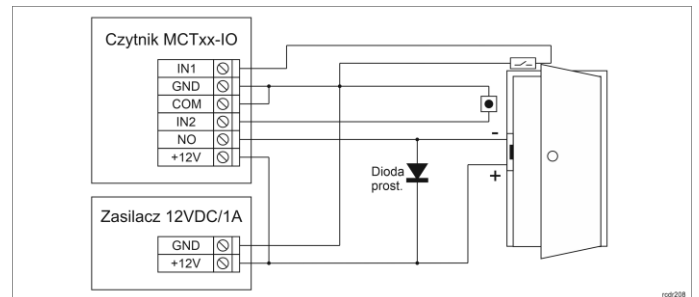 Czytnik MCTxx-IO
IN1
GND
COM
IN2
NO
+12V
-
+
Dioda
prost.
Zasilacz 12VDC/1A
GND
+12V
rodr208